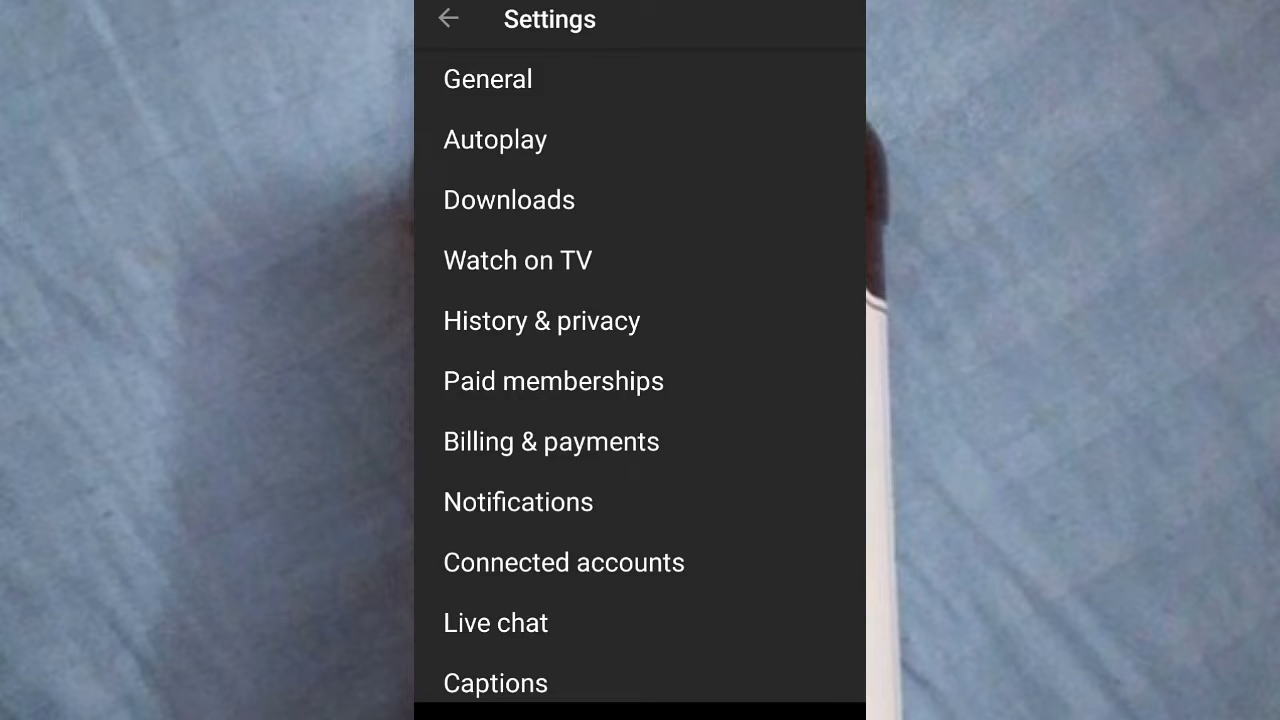 Settings
General
Autoplay
Downloads
Watch on TV
History & privacy
Paid memberships
Billing & payments
Notifications
Connected accounts
Live chat
Captions